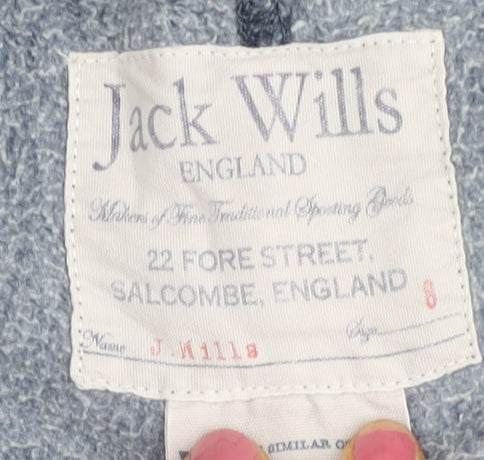 Jack Wills
ENGLAND
Makers of Fine Traditional Sporting Goods
22 FORE STREET,
SALCOMBE, ENGLAND
Name J. Wills Size 8
SIMILAR